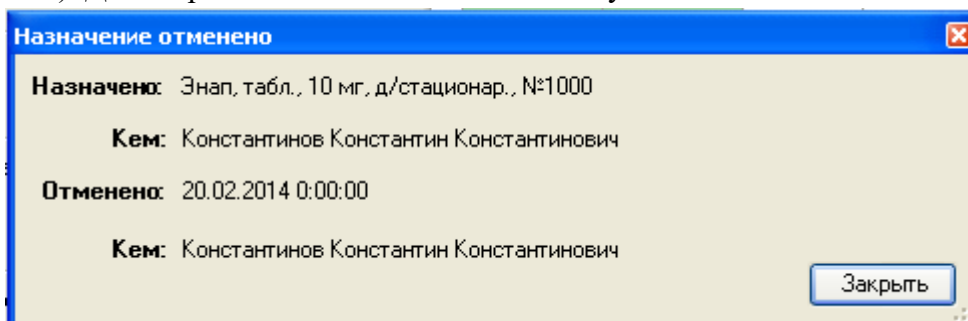 Назначение отменено
Назначено: Энап, табл., 10 мг, д/стационар., №1000
Кем: Константинов Константин Константинович
Отменено: 20.02.2014 0:00:00
Кем: Константинов Константин Константинович
Закрыть